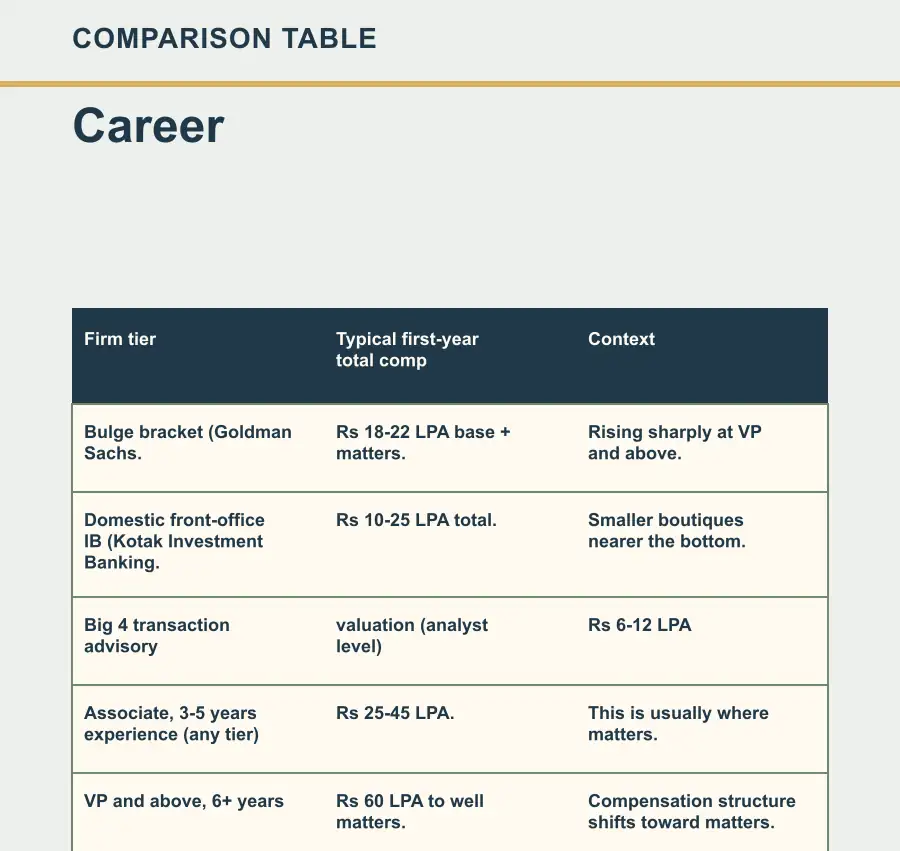 COMPARISON TABLE
Career
Firm tier
Typical first-year
total comp
Context
Bulge bracket (Goldman
Sachs.
Rs 18-22 LPA base +
matters.
Rising sharply at VP
and above.
Domestic front-office
IB (Kotak Investment
Banking.
Rs 10-25 LPA total.
Smaller boutiques
nearer the bottom.
Big 4 transaction
advisory
valuation (analyst
level)
Rs 6-12 LPA
Associate, 3-5 years
experience (any tier)
Rs 25-45 LPA.
This is usually where
matters.
VP and above, 6+ years
Rs 60 LPA to well
matters.
Compensation structure
shifts toward matters.